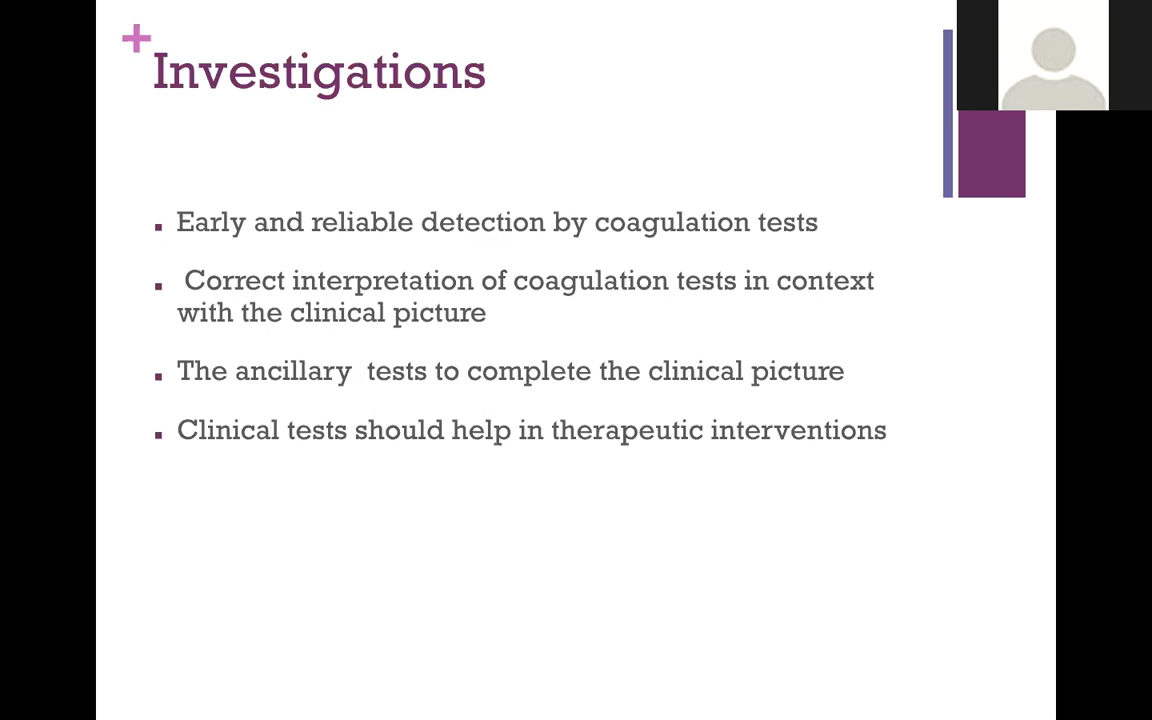 Investigations
Early and reliable detection by coagulation tests
Correct interpretation of coagulation tests in context
with the clinical picture
The ancillary tests to complete the clinical picture
Clinical tests should help in therapeutic interventions